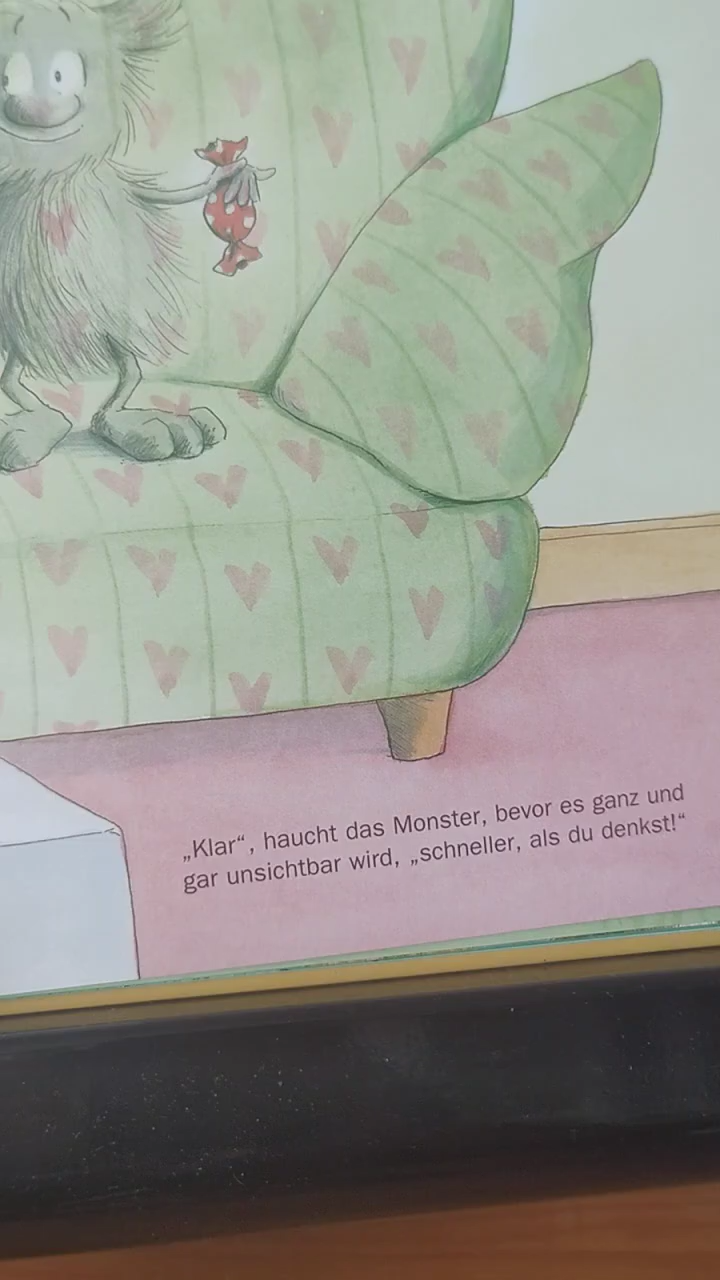 „Klar“, haucht das Monster, bevor es ganz und
gar unsichtbar wird, „schneller, als du denkst!“